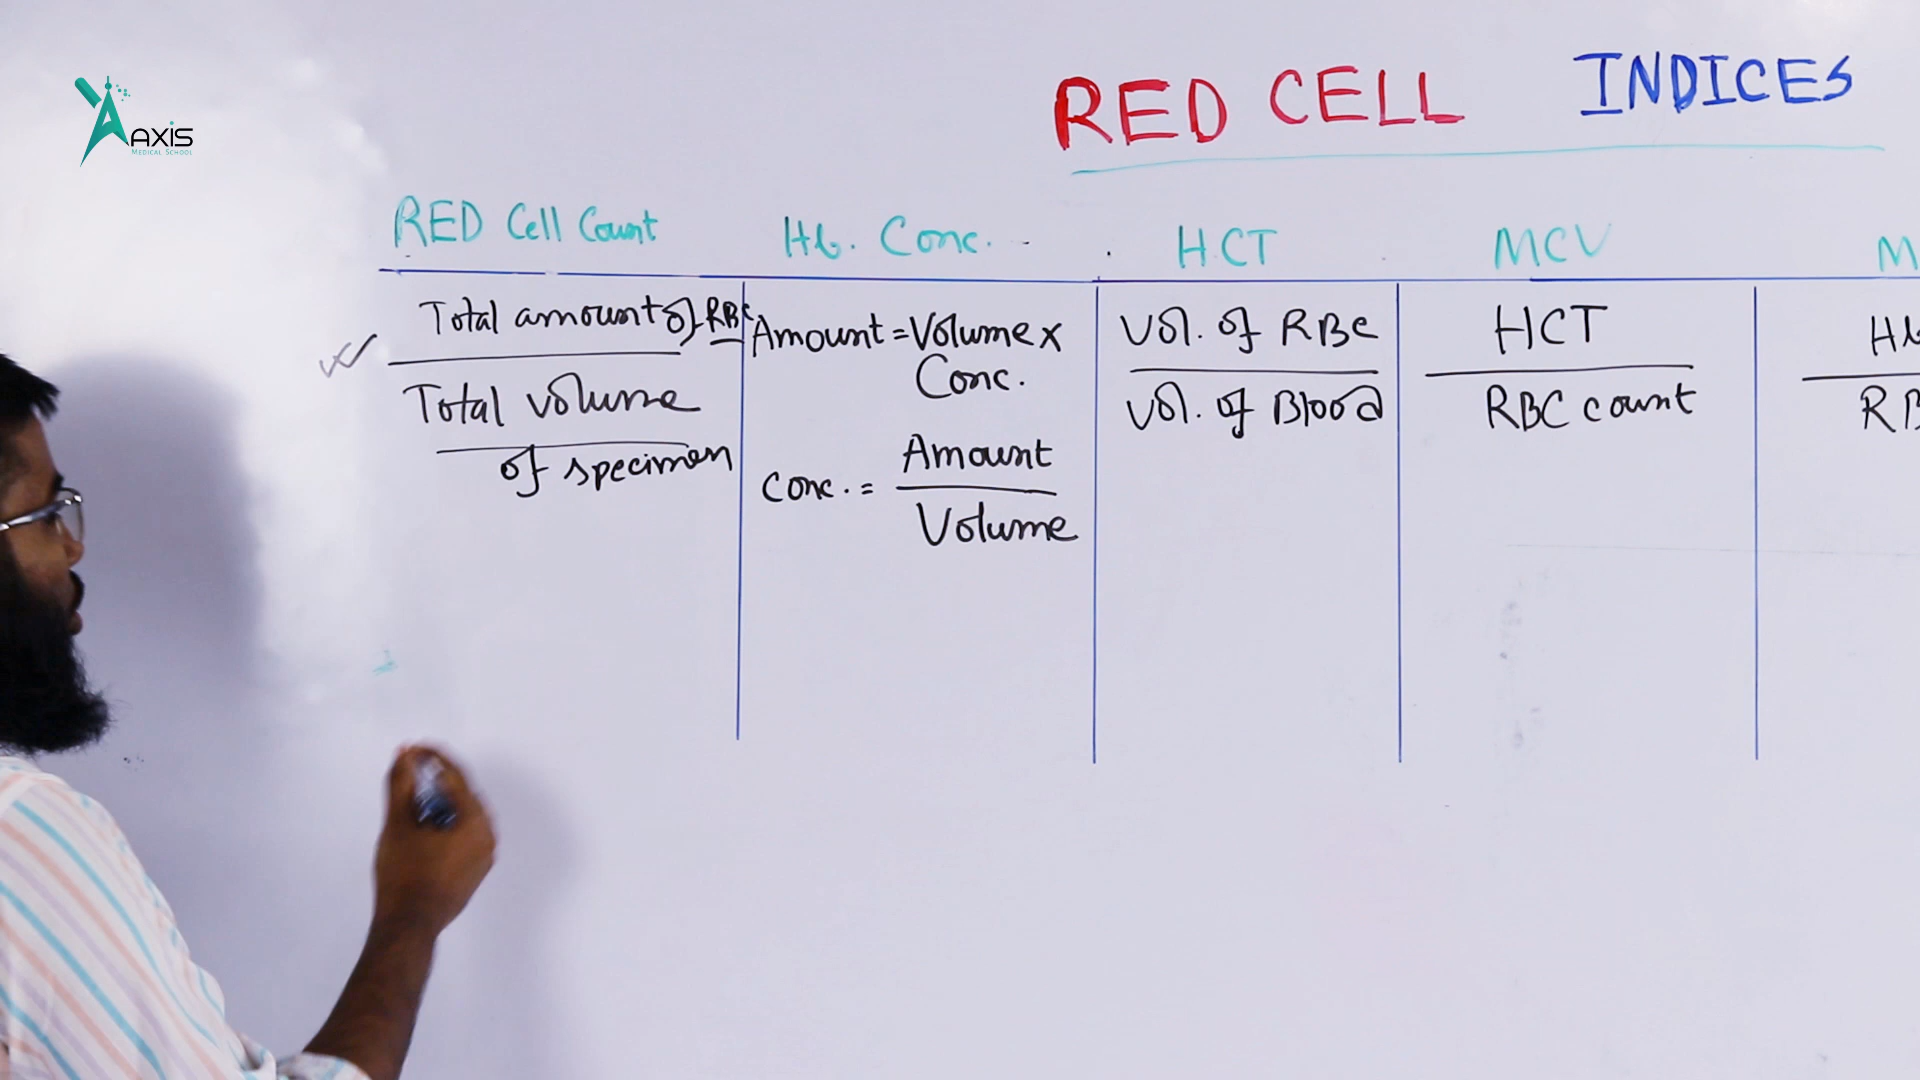 AXIS
MEDICAL SCHOOL
RED CELL INDICES
RED Cell Count
Hb. Conc.
HCT
MCV
M
Total amount of RBC
Total volume
of specimen
Amount = Volume x
Conc.
Conc. = Amount
Volume
Vol. of RBC
Vol. of Blood
HCT
RBC count
Hb
RB